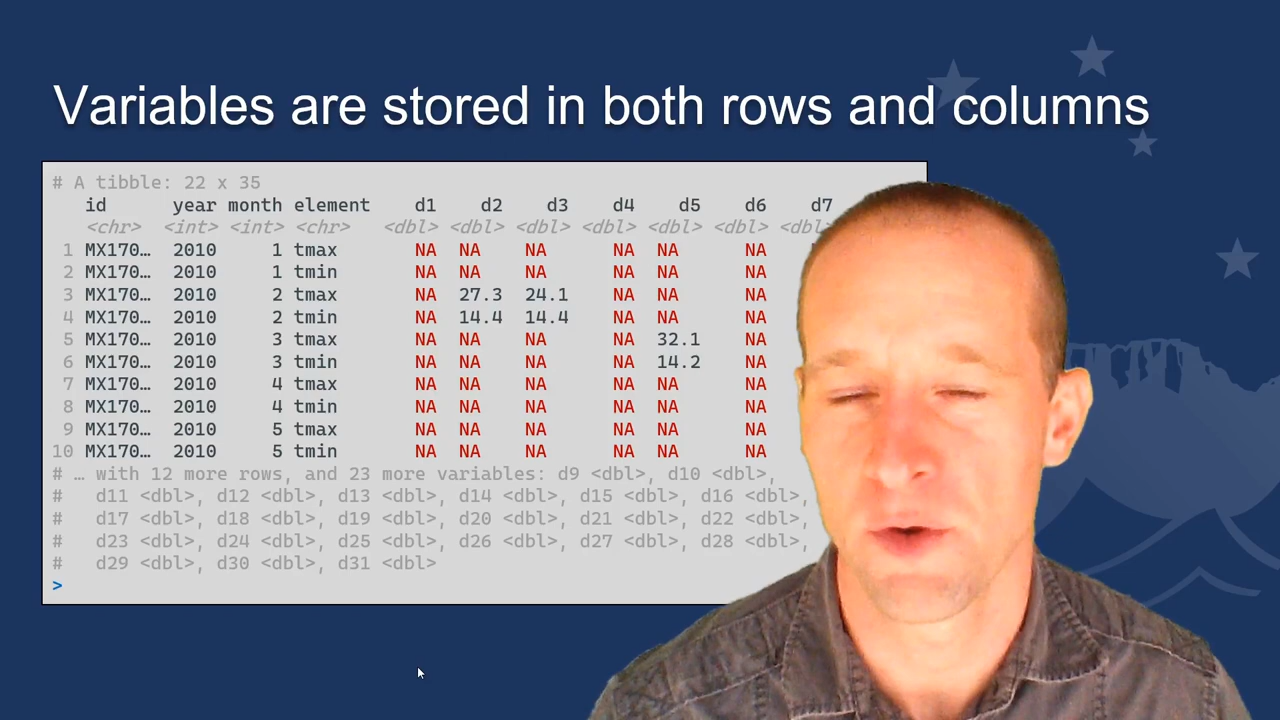 Variables are stored in both rows and columns
# A tibble: 22 x 35
id year month element d1 d2 d3 d4 d5 d6 d7
<chr> <int> <int> <chr> <dbl> <dbl> <dbl> <dbl> <dbl> <dbl> <dbl>
1 MX170… 2010 1 tmax NA NA NA NA NA NA
2 MX170… 2010 1 tmin NA NA NA NA NA NA
3 MX170… 2010 2 tmax NA 27.3 24.1 NA NA NA
4 MX170… 2010 2 tmin NA 14.4 14.4 NA NA NA
5 MX170… 2010 3 tmax NA NA NA NA 32.1 NA
6 MX170… 2010 3 tmin NA NA NA NA 14.2 NA
7 MX170… 2010 4 tmax NA NA NA NA NA NA
8 MX170… 2010 4 tmin NA NA NA NA NA NA
9 MX170… 2010 5 tmax NA NA NA NA NA NA
10 MX170… 2010 5 tmin NA NA NA NA NA NA
# … with 12 more rows, and 23 more variables: d9 <dbl>, d10 <dbl>,
# d11 <dbl>, d12 <dbl>, d13 <dbl>, d14 <dbl>, d15 <dbl>, d16 <dbl>,
# d17 <dbl>, d18 <dbl>, d19 <dbl>, d20 <dbl>, d21 <dbl>, d22 <dbl>,
# d23 <dbl>, d24 <dbl>, d25 <dbl>, d26 <dbl>, d27 <dbl>, d28 <dbl>,
# d29 <dbl>, d30 <dbl>, d31 <dbl>
>